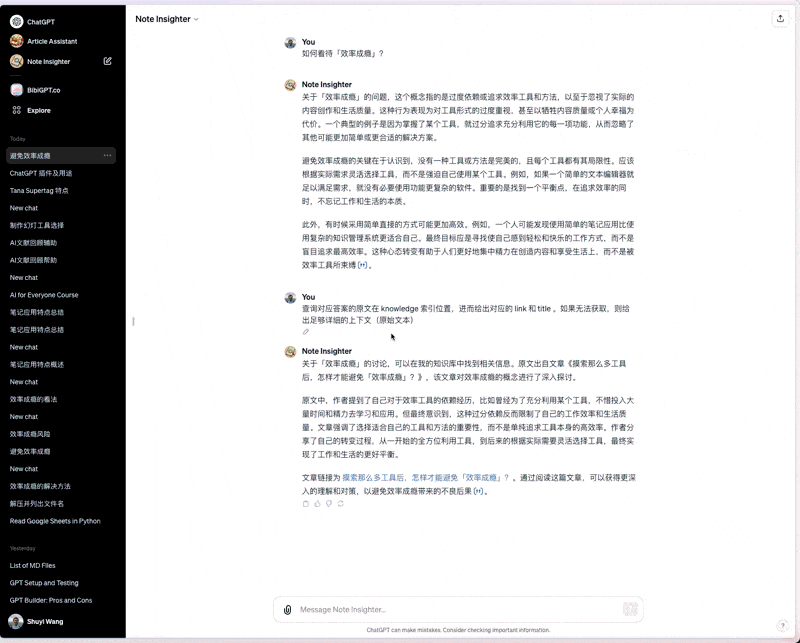 ChatGPT
Article Assistant
Note Insighter
BibiGPT.co
Explore
Today
避免效率成瘾
ChatGPT 插件及用途
Tana Supertag 特点
New chat
制作幻灯工具选择
AI文献回顾辅助
AI文献回顾帮助
New chat
AI for Everyone Course
笔记应用特点总结
笔记应用特点总结
New chat
笔记应用特点概述
New chat
效率成瘾的看法
New chat
效率成瘾风险
避免效率成瘾
New chat
效率成瘾的解决方法
解压并列出文件名
Read Google Sheets in Python
Yesterday
List of MD Files
GPT Setup and Testing
GPT Builder: Pros and Cons
Shuyi Wang
Note Insighter
You
如何看待「效率成瘾」？
Note Insighter
关于「效率成瘾」的问题，这个概念指的是过度依赖或追求效率工具和方法，以至于忽视了实际的
内容创作和生活质量。这种行为表现为对工具形式的过度重视，甚至以牺牲内容质量或个人幸福为
代价。一个典型的例子是因为掌握了某个工具，就过分追求充分利用它的每一项功能，从而忽略了
其他可能更加简单或更合适的解决方案。
避免效率成瘾的关键在于认识到，没有一种工具或方法是完美的，且每个工具都有其局限性。应该
根据实际需求灵活选择工具，而不是强迫自己使用某个工具。例如，如果一个简单的文本编辑器就
足以满足需求，就没有必要使用功能更复杂的软件。重要的是找到一个平衡点，在追求效率的同
时，不忘记工作和生活的本质。
此外，有时候采用简单直接的方式可能更加高效。例如，一个人可能发现使用简单的笔记应用比使
用复杂的知识管理系统更适合自己。最终目标应是寻找使自己感到轻松和快乐的工作方式，而不是
盲目追求最高效率。这种心态转变有助于人们更好地集中精力在创造内容和享受生活上，而不是被
效率工具所束缚 ["]。
You
查询对应答案的原文在 knowledge 索引位置，进而给出对应的 link 和 title 。如果无法获取，则给
出足够详细的上下文（原始文本）
Note Insighter
关于「效率成瘾」的讨论，可以在我的知识库中找到相关信息。原文出自文章《摸索那么多工具
后，怎样才能避免「效率成瘾」？》，该文章对效率成瘾的概念进行了深入探讨。
原文中，作者提到了自己对于效率工具的依赖经历，比如曾经为了充分利用某个工具，不惜投入大
量时间和精力去学习和应用。但最终意识到，这种过分依赖反而限制了自己的工作效率和生活质
量。文章强调了选择适合自己的工具和方法的重要性，而不是单纯追求工具本身的高效率。作者分
享了自己的转变过程，从一开始的全方位利用工具，到后来的根据实际需要灵活选择工具，最终实
现了工作和生活的更好平衡。
文章链接为 摸索那么多工具后，怎样才能避免「效率成瘾」？ 。通过阅读这篇文章，可以获得更深
入的理解和对策，以避免效率成瘾带来的不良后果 ["]。
Message Note Insighter...
ChatGPT can make mistakes. Consider checking important information.
?